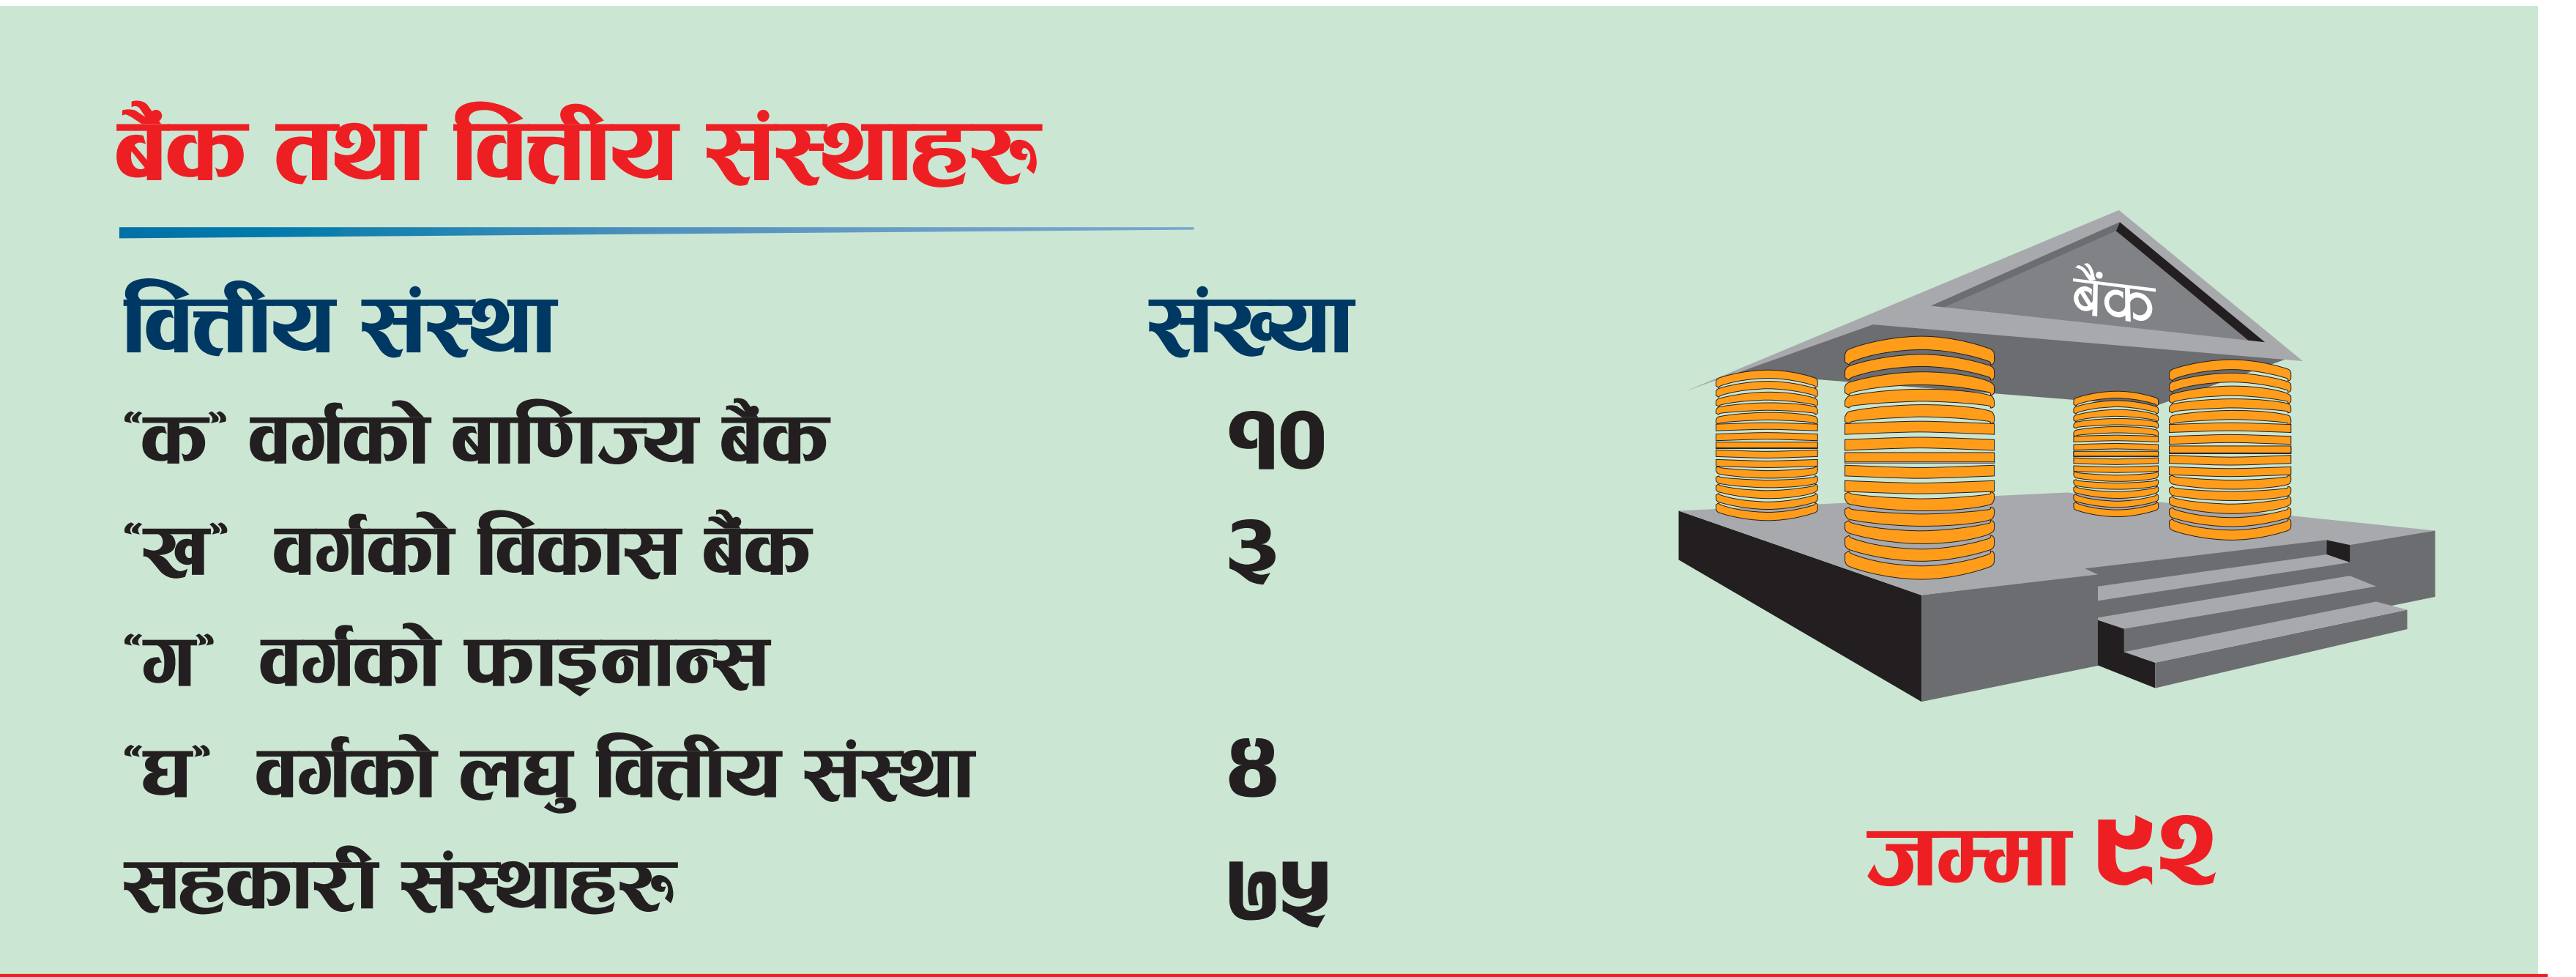 बैंक तथा वित्तीय संस्थाहरु
वित्तीय संस्था संख्या
“क” वर्गको बाणिज्य बैंक १०
“ख” वर्गको विकास बैंक ३
“ग” वर्गको फाइनान्स
“घ” वर्गको लघु वित्तीय संस्था ४
सहकारी संस्थाहरु ७५
बैंक
जम्मा ९२